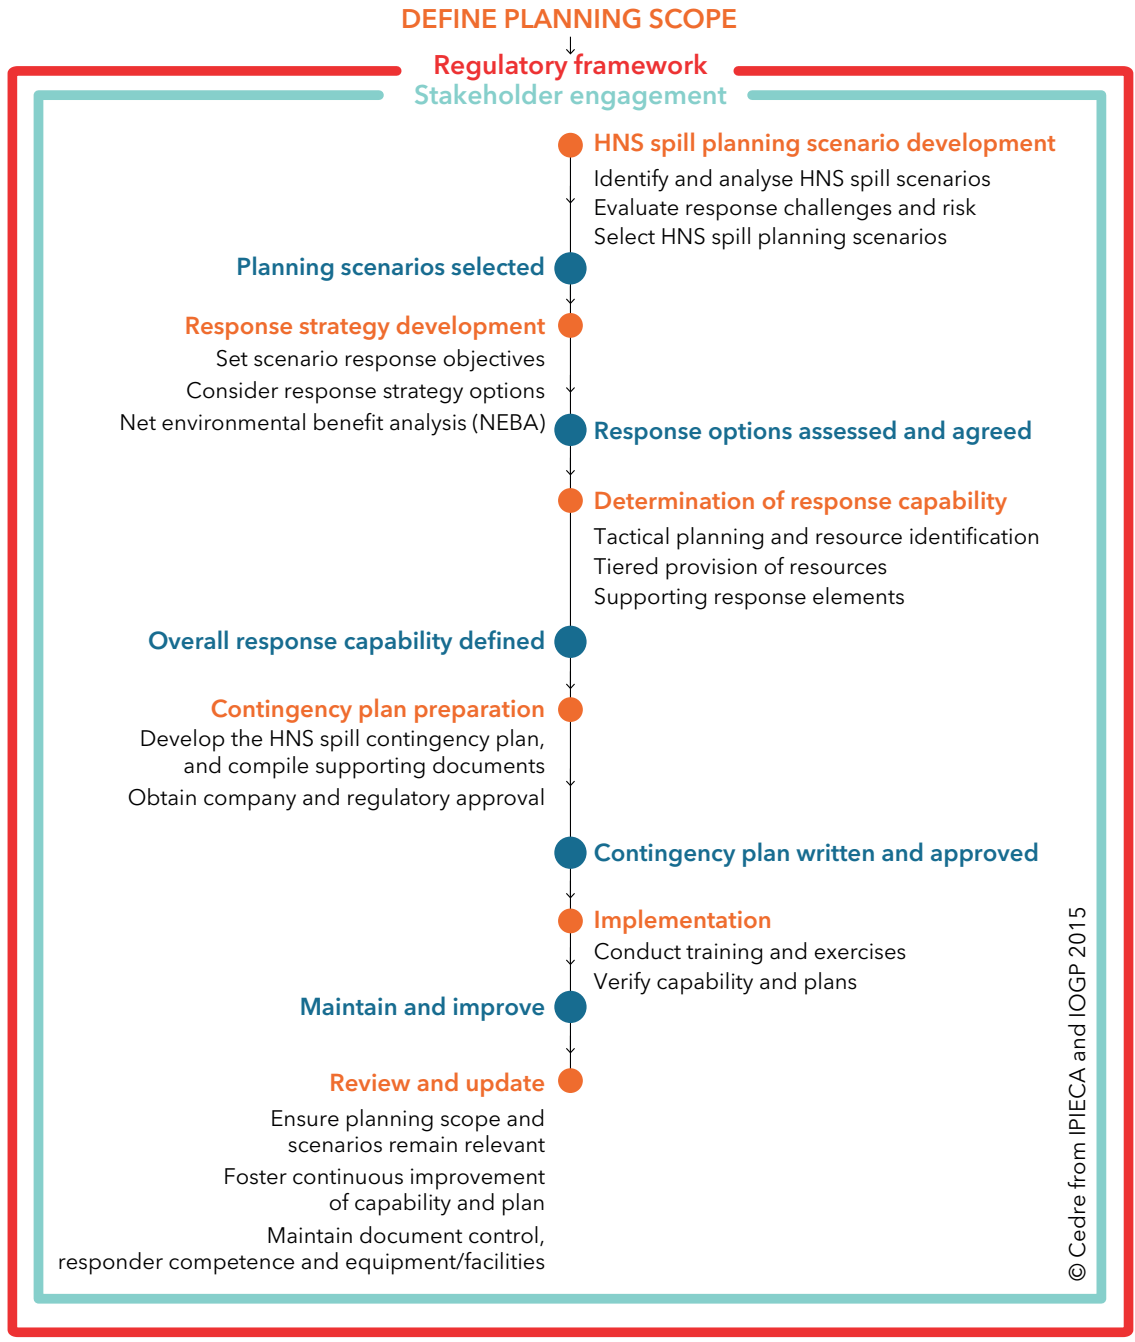 DEFINE PLANNING SCOPE
Regulatory framework
Stakeholder engagement
HNS spill planning scenario development
Identify and analyse HNS spill scenarios
Evaluate response challenges and risk
Select HNS spill planning scenarios
Planning scenarios selected
Response strategy development
Set scenario response objectives
Consider response strategy options
Net environmental benefit analysis (NEBA)
Response options assessed and agreed
Determination of response capability
Tactical planning and resource identification
Tiered provision of resources
Supporting response elements
Overall response capability defined
Contingency plan preparation
Develop the HNS spill contingency plan,
and compile supporting documents
Obtain company and regulatory approval
Contingency plan written and approved
Implementation
Conduct training and exercises
Verify capability and plans
Maintain and improve
Review and update
Ensure planning scope and
scenarios remain relevant
Foster continuous improvement
of capability and plan
Maintain document control,
responder competence and equipment/facilities
© Cedre from IPIECA and IOGP 2015